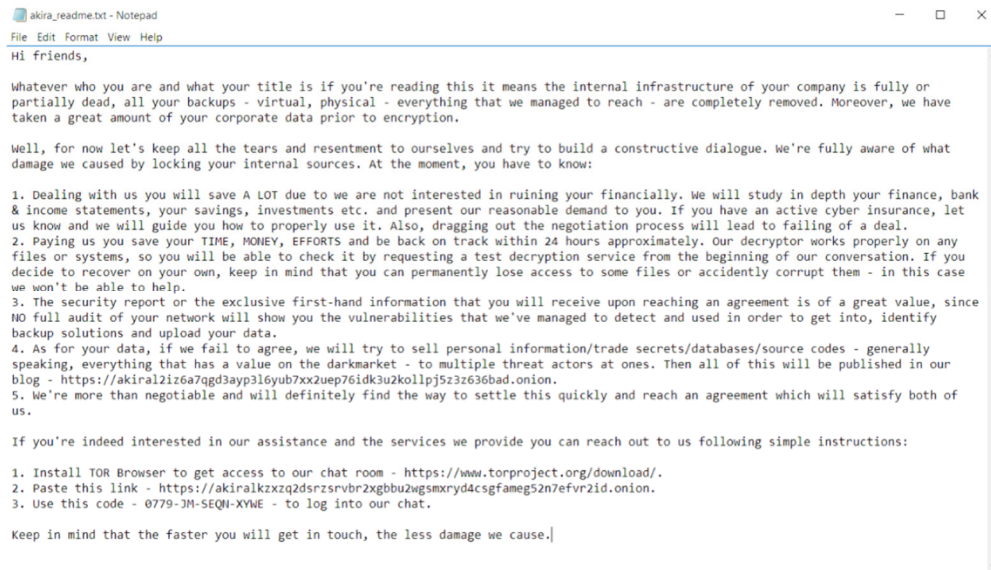 akira_readme.txt - Notepad
File Edit Format View Help
Hi friends,
Whatever who you are and what your title is if you're reading this it means the internal infrastructure of your company is fully or
partially dead, all your backups - virtual, physical - everything that we managed to reach - are completely removed. Moreover, we have
taken a great amount of your corporate data prior to encryption.
Well, for now let's keep all the tears and resentment to ourselves and try to build a constructive dialogue. We're fully aware of what
damage we caused by locking your internal sources. At the moment, you have to know:
1. Dealing with us you will save A LOT due to we are not interested in ruining your financially. We will study in depth your finance, bank
& income statements, your savings, investments etc. and present our reasonable demand to you. If you have an active cyber insurance, let
us know and we will guide you how to properly use it. Also, dragging out the negotiation process will lead to failing of a deal.
2. Paying us you save your TIME, MONEY, EFFORTS and be back on track within 24 hours approximately. Our decryptor works properly on any
files or systems, so you will be able to check it by requesting a test decryption service from the beginning of our conversation. If you
decide to recover on your own, keep in mind that you can permanently lose access to some files or accidently corrupt them - in this case
we won't be able to help.
3. The security report or the exclusive first-hand information that you will receive upon reaching an agreement is of a great value, since
NO full audit of your network will show you the vulnerabilities that we've managed to detect and used in order to get into, identify
backup solutions and upload your data.
4. As for your data, if we fail to agree, we will try to sell personal information/trade secrets/databases/source codes - generally
speaking, everything that has a value on the darkmarket - to multiple threat actors at ones. Then all of this will be published in our
blog - https://akiral2iz6a7qgd3ayp3l6yub7xx2uep76idk3u2kollpj5z3z636bad.onion.
5. We're more than negotiable and will definitely find the way to settle this quickly and reach an agreement which will satisfy both of
us.
If you're indeed interested in our assistance and the services we provide you can reach out to us following simple instructions:
1. Install TOR Browser to get access to our chat room - https://www.torproject.org/download/.
2. Paste this link - https://akiralkzxzq2dsrzsrvbr2xgbbu2wgsmxryd4csgfameg52n7efvr2id.onion.
3. Use this code - 0779-JM-SEQN-XYWE - to log into our chat.
Keep in mind that the faster you will get in touch, the less damage we cause.